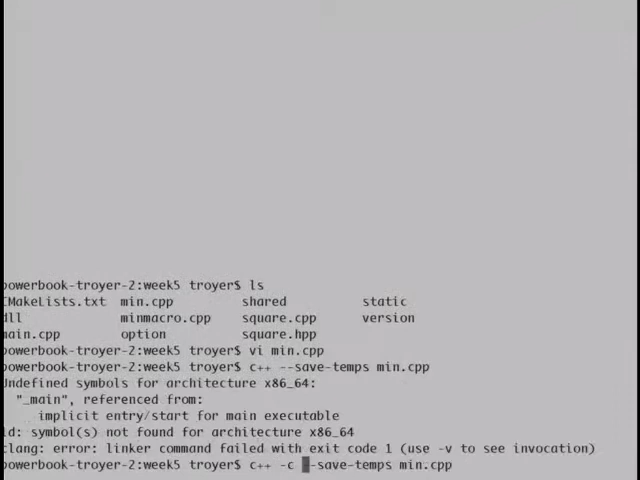 powerbook-troyer-2:week5 troyer$ ls
CMakeLists.txt min.cpp shared static
dll minmacro.cpp square.cpp version
main.cpp option square.hpp
powerbook-troyer-2:week5 troyer$ vi min.cpp
powerbook-troyer-2:week5 troyer$ c++ --save-temps min.cpp
Undefined symbols for architecture x86_64:
"_main", referenced from:
implicit entry/start for main executable
ld: symbol(s) not found for architecture x86_64
clang: error: linker command failed with exit code 1 (use -v to see invocation)
powerbook-troyer-2:week5 troyer$ c++ -c --save-temps min.cpp